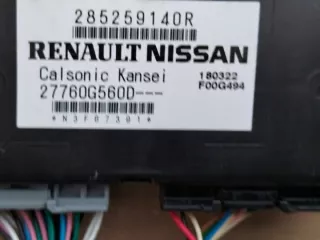 285259140R
RENAULT NISSAN
Calsonic Kansei 180322
27760G560D--- F00G494
*N3F07301*